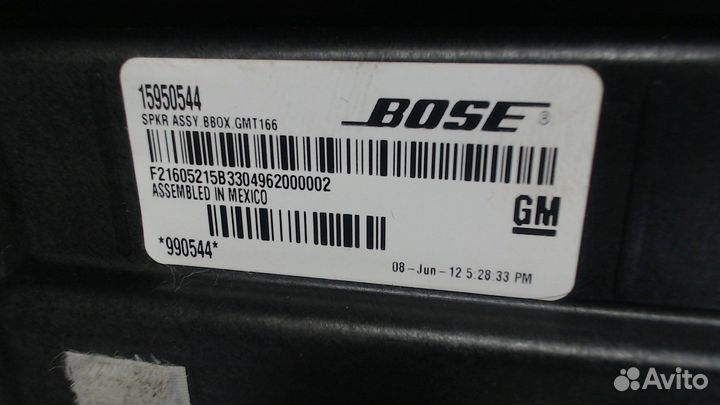 15950544
SPKR ASSY BBOX GMT166
BOSE ®
F21605215B3304962000002
ASSEMBLED IN MEXICO
GM
*990544*
08-Jun-12 5:28:33 PM
Avito